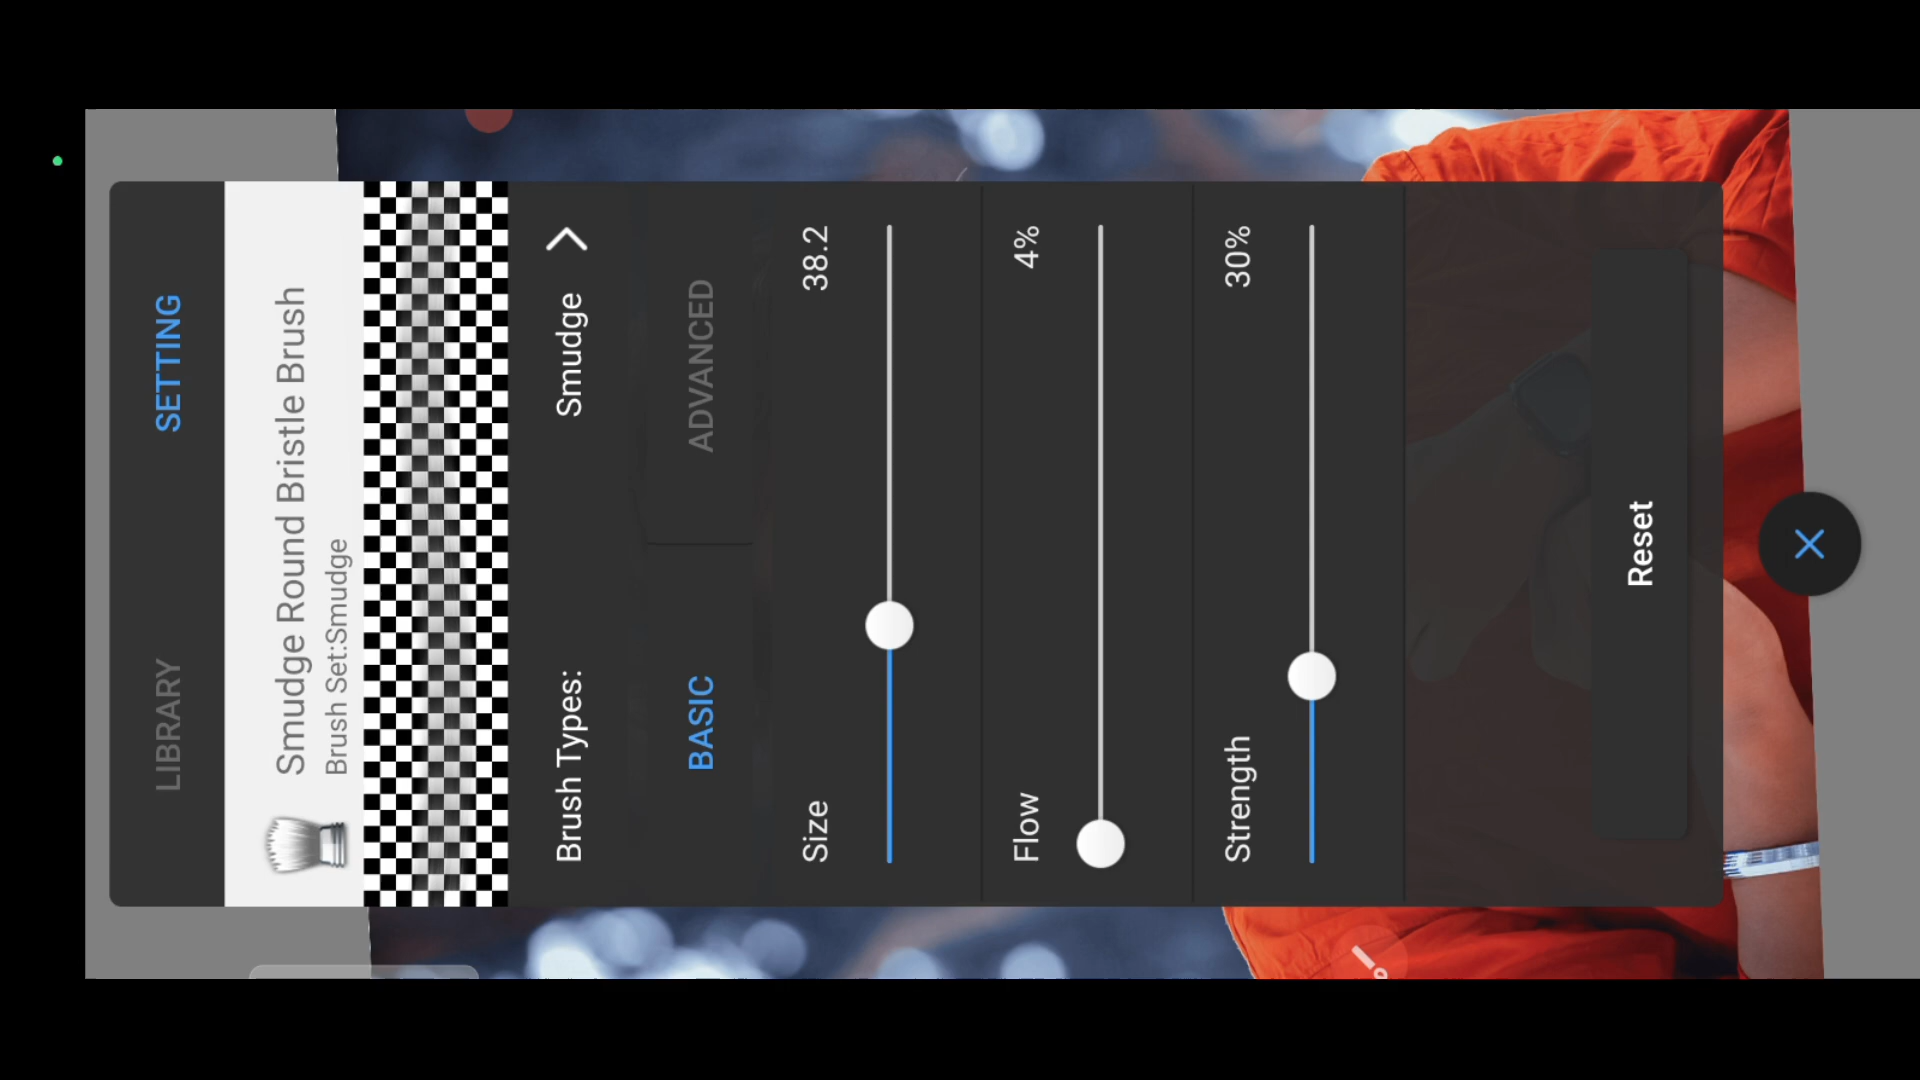 LIBRARY SETTING
Smudge Round Bristle Brush
Brush Set:Smudge
Brush Types: Smudge
BASIC ADVANCED
Size 38.2
Flow 4%
Strength 30%
Reset